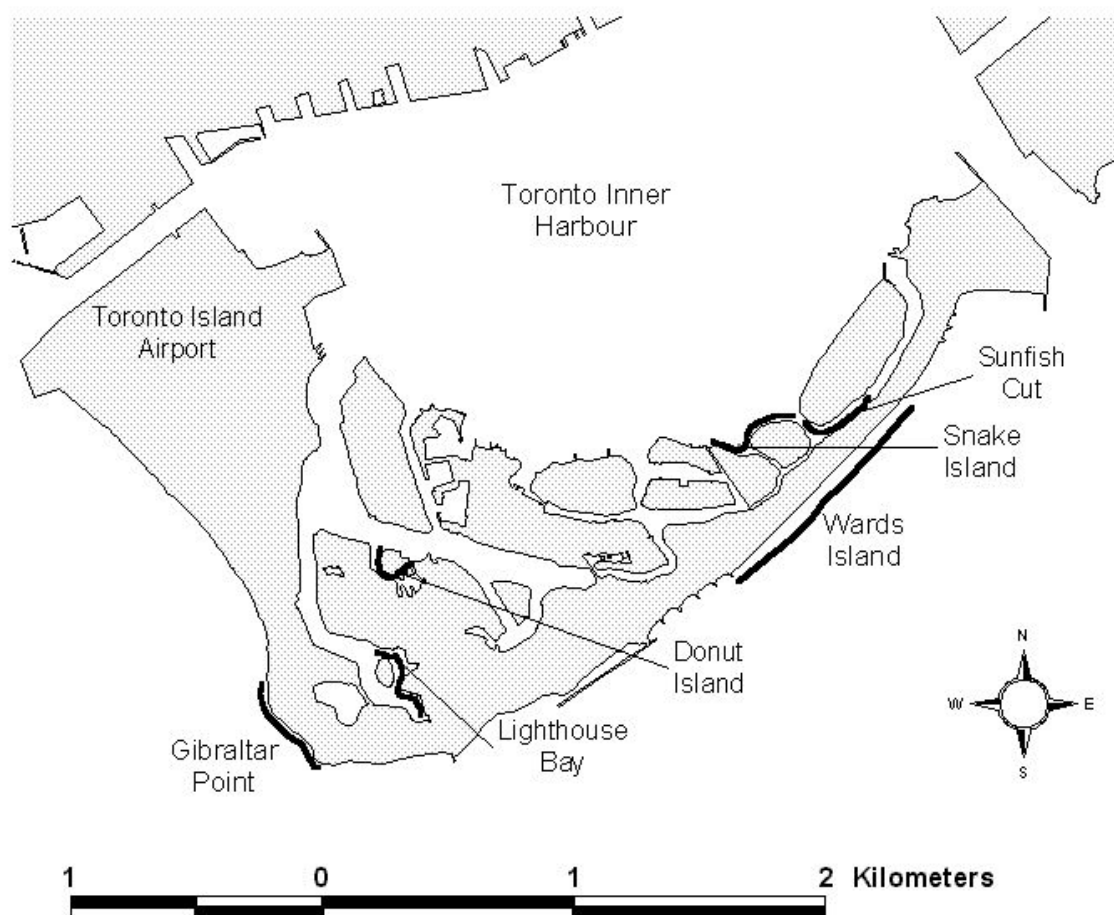 Toronto Inner
Harbour
Toronto Island
Airport
Sunfish
Cut
Snake
Island
Wards
Island
Donut
Island
Lighthouse
Bay
Gibraltar
Point
N
W E
S
1 0 1 2 Kilometers